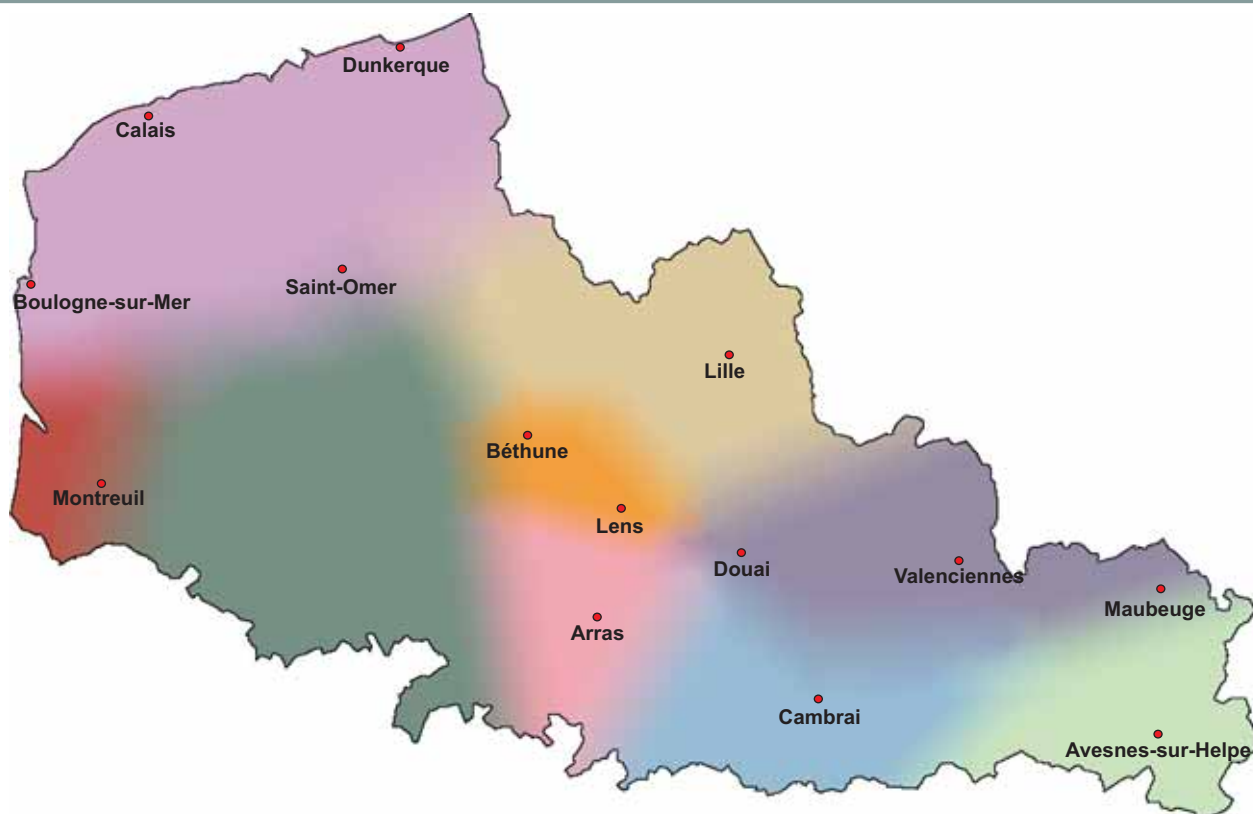 Dunkerque
Calais
Saint-Omer
Boulogne-sur-Mer
Lille
Béthune
Montreuil
Lens
Douai
Valenciennes
Maubeuge
Arras
Cambrai
Avesnes-sur-Helpe